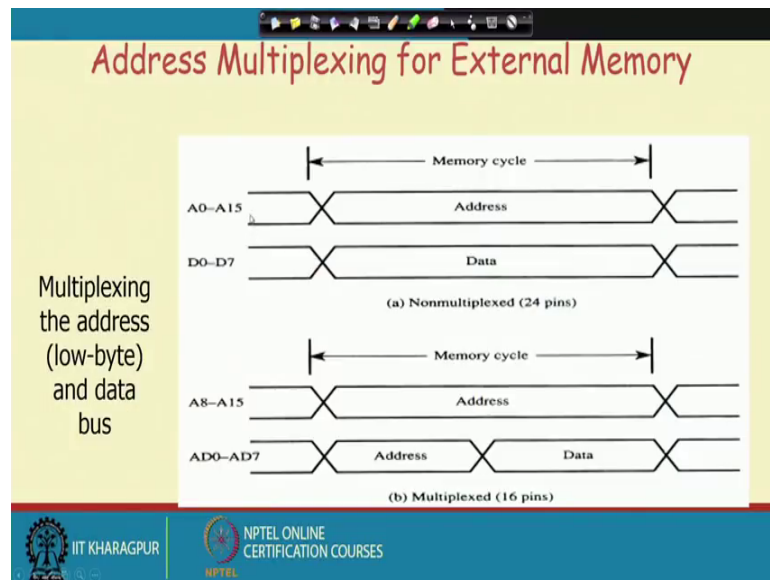 Address Multiplexing for External Memory
Multiplexing
the address
(low-byte)
and data
bus
Memory cycle
A0–A15
Address
D0–D7
Data
(a) Nonmultiplexed (24 pins)
Memory cycle
A8–A15
Address
AD0–AD7
Address
Data
(b) Multiplexed (16 pins)
IIT KHARAGPUR
NPTEL
NPTEL ONLINE
CERTIFICATION COURSES